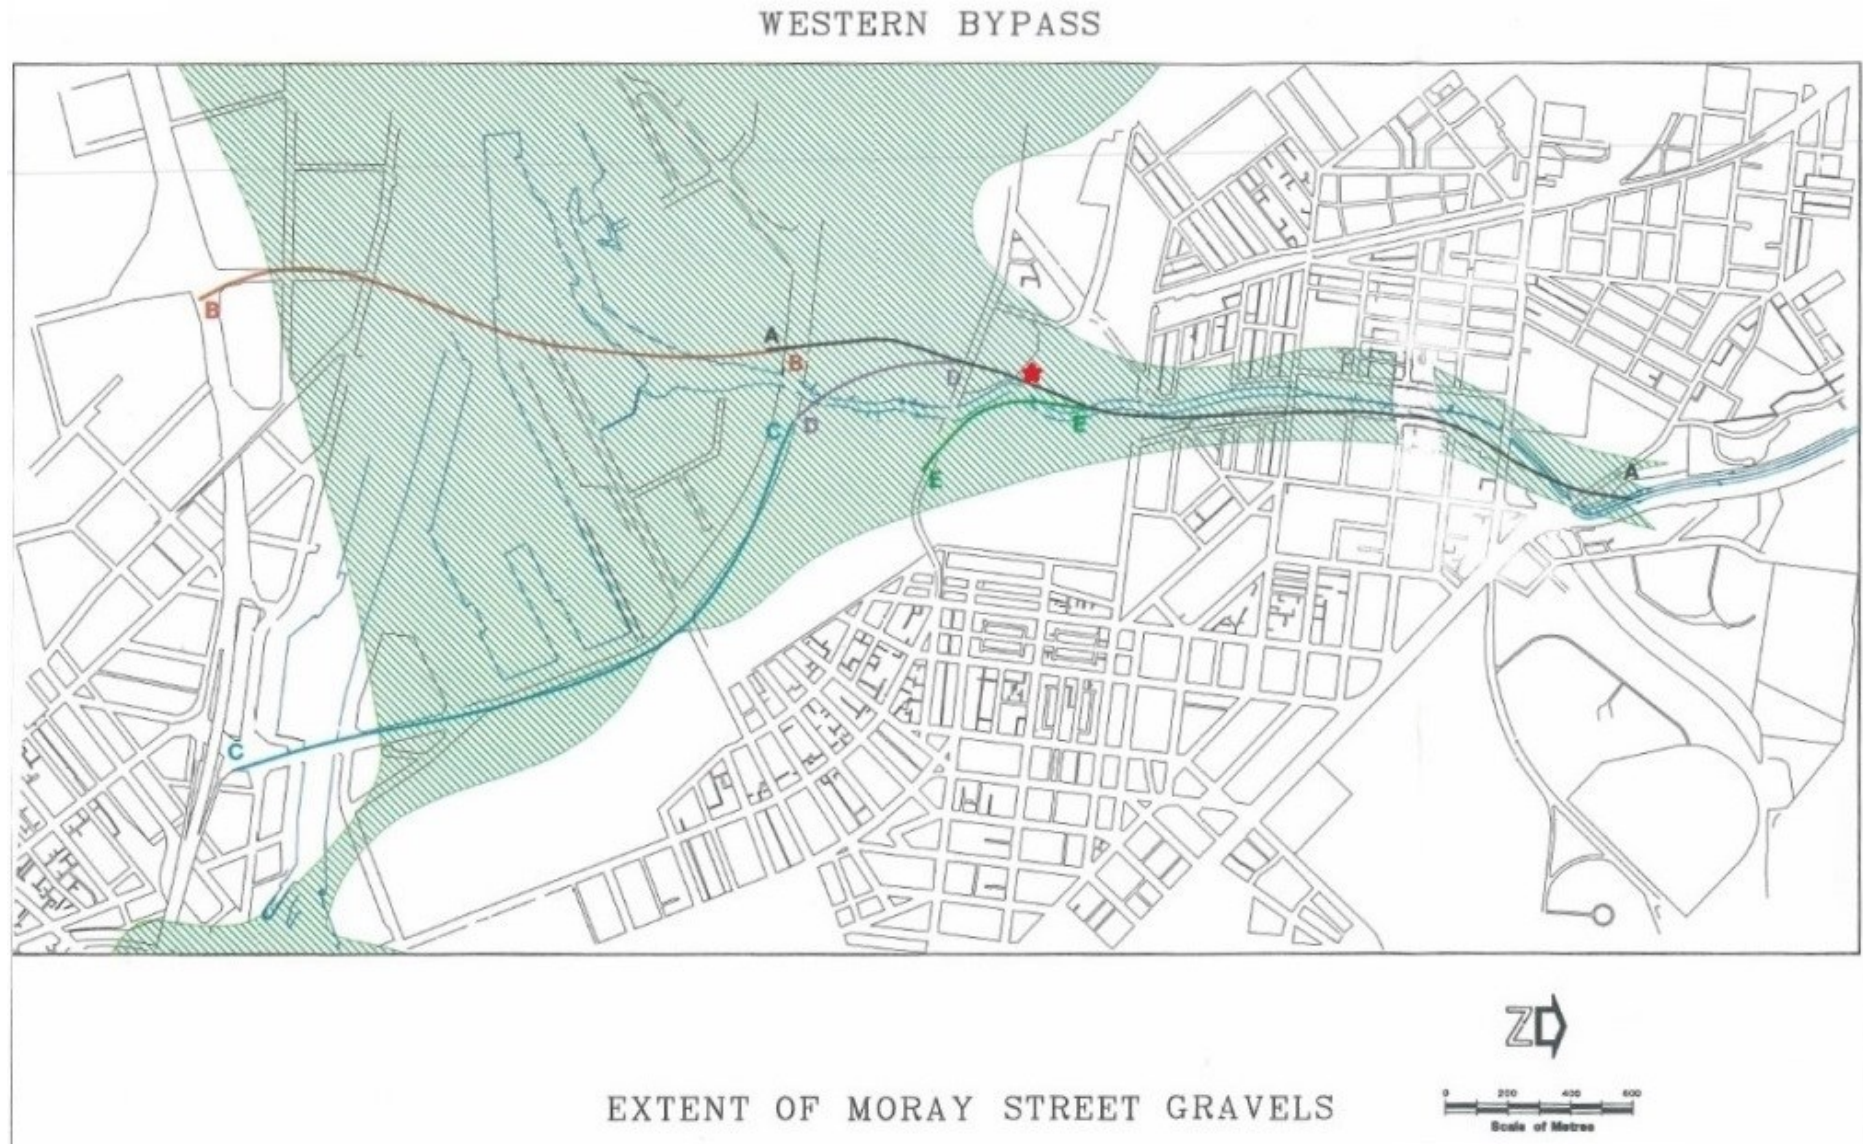 WESTERN BYPASS
B
A
B
D
C
D
E
E
A
C
N
0 200 400 600
Scale of Metres
EXTENT OF MORAY STREET GRAVELS